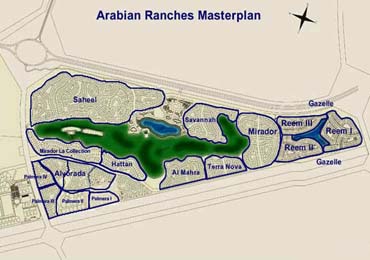 Arabian Ranches Masterplan
Saheel
Savannah
Gazelle
Reem III
Reem I
Mirador
Mirador La Collection
Reem II
Gazelle
Hattan
Terra Nova
Al Mahra
Alvorada
Palmera IV
Palmera III
Palmera II
Palmera I